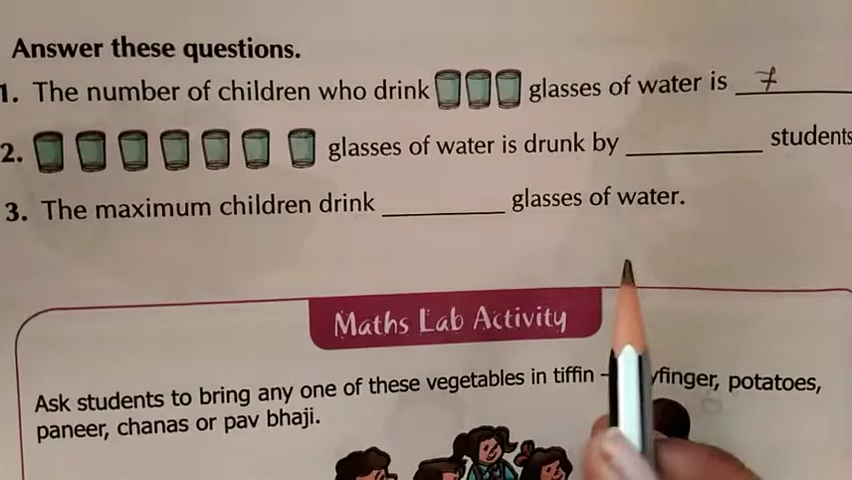 Answer these questions.
1. The number of children who drink glasses of water is 7
2. glasses of water is drunk by ________ students
3. The maximum children drink ________ glasses of water.
Maths Lab Activity
Ask students to bring any one of these vegetables in tiffin - potatoes,
paneer, chanas or pav bhaji.